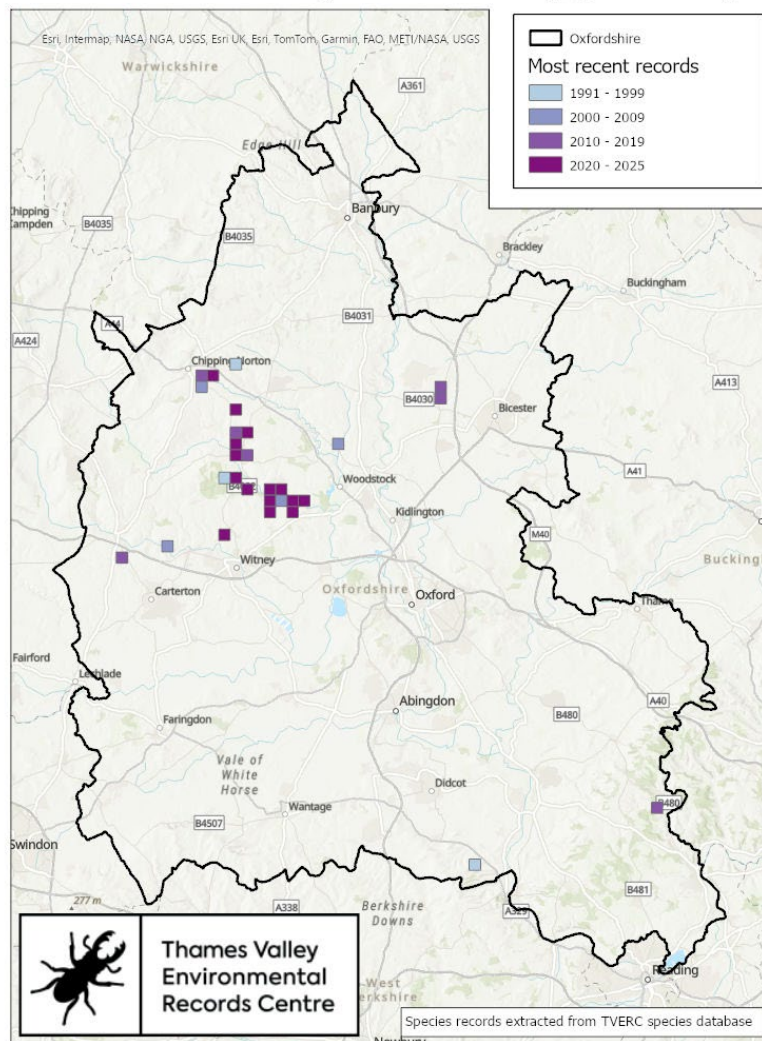 Esri, Intermap, NASA, NGA, USGS, Esri UK, Esri, TomTom, Garmin, FAO, METI/NASA, USGS
Oxfordshire
Most recent records
1991 - 1999
2000 - 2009
2010 - 2019
2020 - 2025
Warwickshire
A361
Edge Hill
Chipping
Campden
B4035
B4035
Banbury
Brackley
Buckingham
A44
B4031
A424
Chipping Norton
A413
B4030
Bicester
A41
Woodstock
Kidlington
M40
Witney
Oxfordshire
Carterton
Oxford
Thame
Fairford
Lechlade
A40
Abingdon
B480
Faringdon
Vale of
White
Horse
Didcot
B480
Wantage
B4507
Swindon
B481
277 m
A338
Berkshire
Downs
A329
Reading
West
Thames Valley
Environmental
Records Centre
Species records extracted from TVERC species database